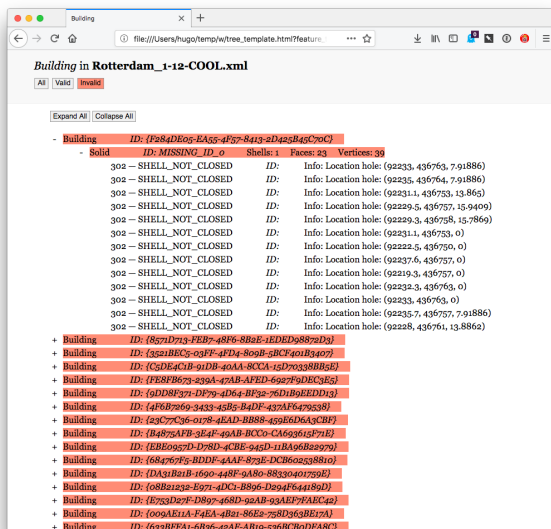 Building
file:///Users/hugo/temp/w/tree_template.html?feature_
Building in Rotterdam_1-12-COOL.xml
All Valid Invalid
Expand All Collapse All
- Building ID: {F284DE05-EA55-4F57-8413-2D425B45C70C}
- Solid ID: MISSING_ID_0 Shells: 1 Faces: 23 Vertices: 39
302 — SHELL_NOT_CLOSED ID: Info: Location hole: (92233, 436763, 7.91886)
302 — SHELL_NOT_CLOSED ID: Info: Location hole: (92235, 436764, 7.91886)
302 — SHELL_NOT_CLOSED ID: Info: Location hole: (92231.1, 436753, 13.865)
302 — SHELL_NOT_CLOSED ID: Info: Location hole: (92229.5, 436757, 15.9409)
302 — SHELL_NOT_CLOSED ID: Info: Location hole: (92229.3, 436758, 15.7869)
302 — SHELL_NOT_CLOSED ID: Info: Location hole: (92231.1, 436753, 0)
302 — SHELL_NOT_CLOSED ID: Info: Location hole: (92222.5, 436750, 0)
302 — SHELL_NOT_CLOSED ID: Info: Location hole: (92237.6, 436757, 0)
302 — SHELL_NOT_CLOSED ID: Info: Location hole: (92219.3, 436757, 0)
302 — SHELL_NOT_CLOSED ID: Info: Location hole: (92232.3, 436763, 0)
302 — SHELL_NOT_CLOSED ID: Info: Location hole: (92233, 436763, 0)
302 — SHELL_NOT_CLOSED ID: Info: Location hole: (92235.7, 436757, 7.91886)
302 — SHELL_NOT_CLOSED ID: Info: Location hole: (92228, 436761, 13.8862)
+ Building ID: {8571D713-FEB7-48F6-8B2E-1EDED98872D3}
+ Building ID: {3521BEC5-03FF-4FD4-809B-5BCF401B3407}
+ Building ID: {C5DE4C1B-91DB-40AA-8CCA-15D70338BB5E}
+ Building ID: {FE8FB673-239A-47AB-AFED-6927F9DEC3E5}
+ Building ID: {9DD8F371-DF79-4D64-BF32-76D1B9EEDD13}
+ Building ID: {4F6B7269-3433-45B5-B4DF-437AF6479538}
+ Building ID: {23C77C36-0178-4EAD-BB88-459E6D6A3CBF}
+ Building ID: {B4875AFB-3E4F-49AB-BCC0-CA693615F71E}
+ Building ID: {EBE0957D-D78D-4CBE-945D-11BA96B22979}
+ Building ID: {684767F5-BDDF-4AAF-873E-DCB602538810}
+ Building ID: {DA31B21B-1690-448F-9A80-88330401759E}
+ Building ID: {08B21232-E971-4DC1-B896-D294F644189D}
+ Building ID: {E753D27F-D897-468D-92AB-93AEF7FAEC42}
+ Building ID: {009AE11A-F4EA-4B21-86E2-758D363BE17A}
+ Building ID: {633BFFA1-6B36-42AF-AB19-536BCB0DFA8C}